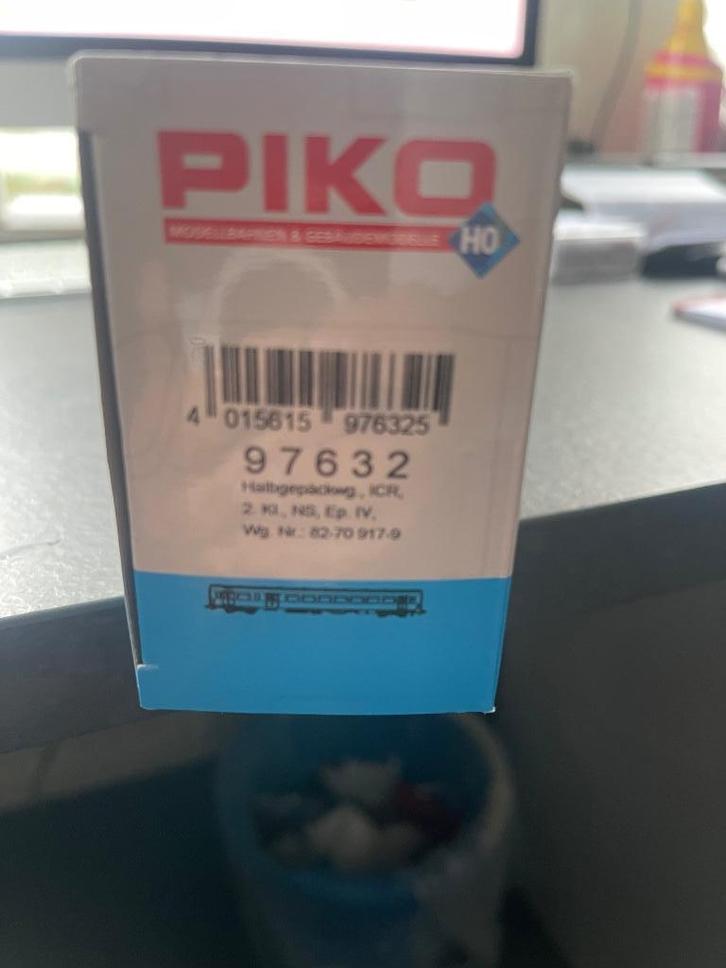 PIKO
MODELLBAHNEN & GEBÄUDEMODELLE H0
4 015615 976325
97632
Halbgepäckwg., ICR,
2. Kl., NS, Ep. IV,
Wg. Nr.: 82-70 917-9